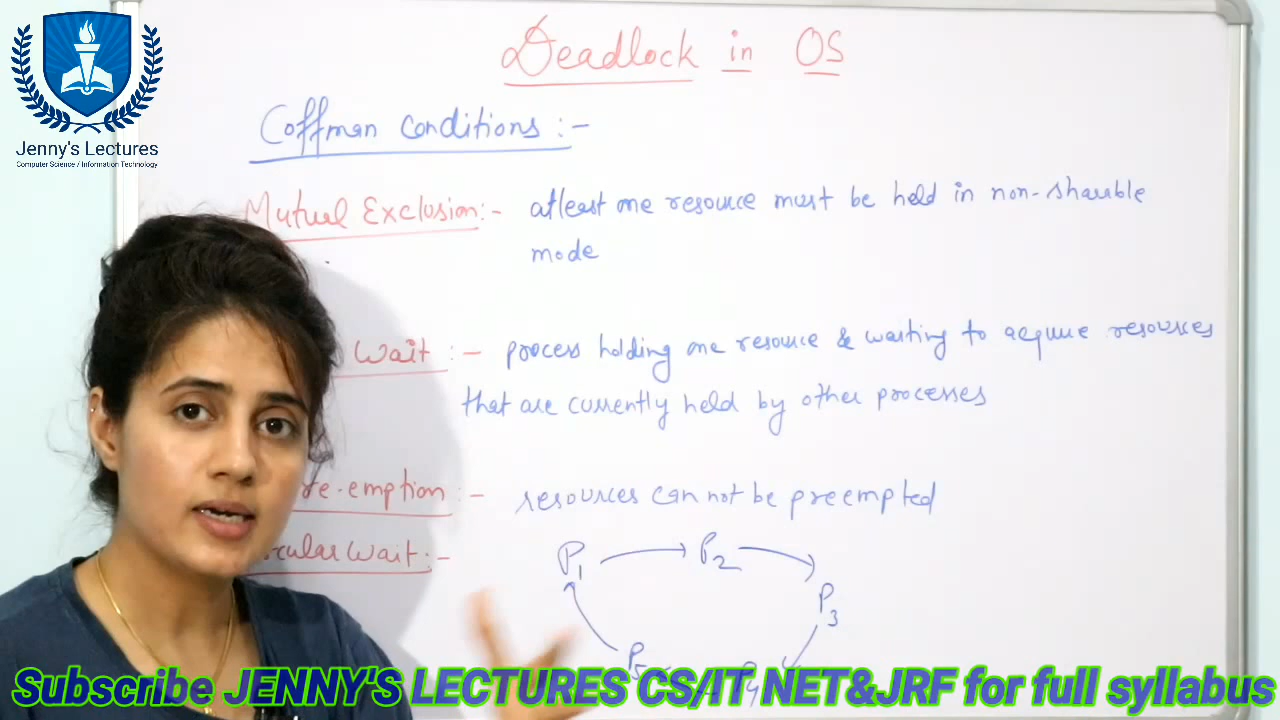 Jenny's Lectures
Computer Science / Information Technology
Deadlock in OS
Coffman Conditions :-
Mutual Exclusion :- atleast one resource must be held in non-sharable
mode
Wait :- process holding one resource & waiting to acquire resources
that are currently held by other processes
re-emption :- resources can not be preempted
cular Wait :-
P1 P2
P3
P5
Subscribe JENNY'S LECTURES CS/IT NET&JRF for full syllabus